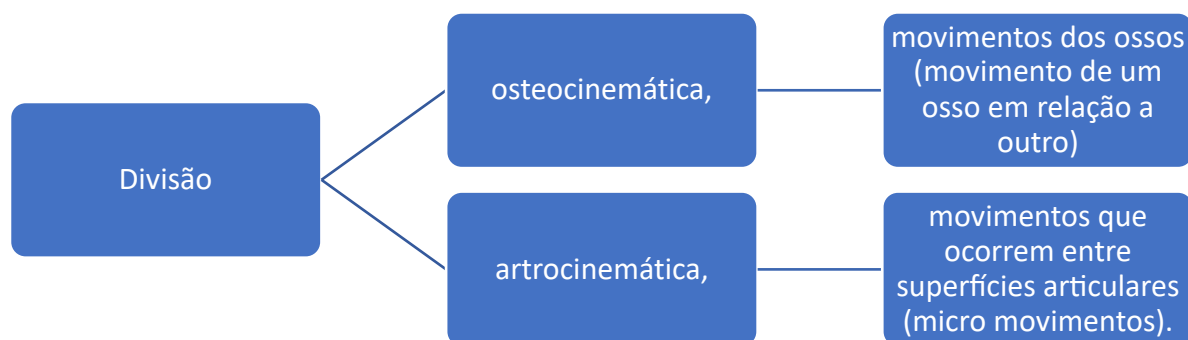 Divisão
osteocinemática,
movimentos dos ossos
(movimento de um
osso em relação a
outro)
artrocinemática,
movimentos que
ocorrem entre
superfícies articulares
(micro movimentos).